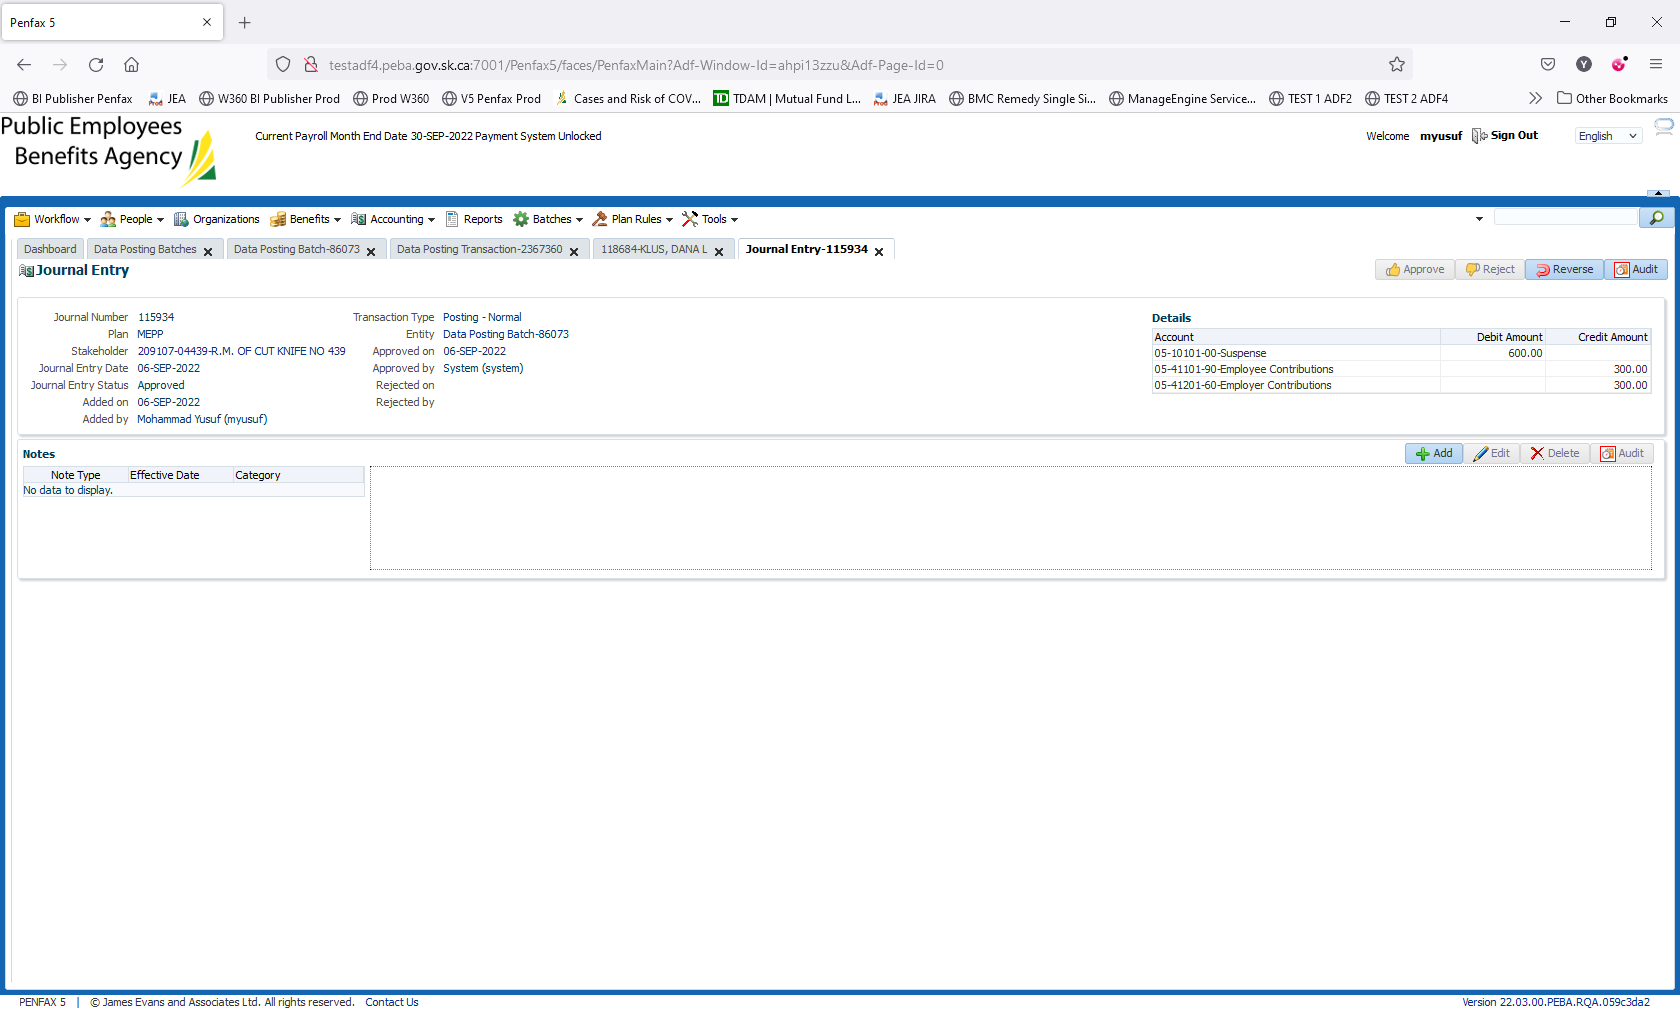 Penfax 5
testadf4.peba.gov.sk.ca:7001/Penfax5/faces/PenfaxMain?Adf-Window-Id=ahpi13zzu&Adf-Page-Id=0
BI Publisher Penfax JEA W360 BI Publisher Prod Prod W360 V5 Penfax Prod Cases and Risk of COV... TDAM | Mutual Fund L... JEA JIRA BMC Remedy Single Si... ManageEngine Service... TEST 1 ADF2 TEST 2 ADF4 Other Bookmarks
Public Employees
Benefits Agency
Current Payroll Month End Date 30-SEP-2022 Payment System Unlocked
Welcome myusuf Sign Out English
Workflow People Organizations Benefits Accounting Reports Batches Plan Rules Tools
Dashboard Data Posting Batches Data Posting Batch-86073 Data Posting Transaction-2367360 118684-KLUS, DANA L Journal Entry-115934
Journal Entry
Approve Reject Reverse Audit
Journal Number 115934
Plan MEPP
Stakeholder 209107-04439-R.M. OF CUT KNIFE NO 439
Journal Entry Date 06-SEP-2022
Journal Entry Status Approved
Added on 06-SEP-2022
Added by Mohammad Yusuf (myusuf)
Transaction Type Posting - Normal
Entity Data Posting Batch-86073
Approved on 06-SEP-2022
Approved by System (system)
Rejected on
Rejected by
Details
Account Debit Amount Credit Amount
05-10101-00-Suspense 600.00
05-41101-90-Employee Contributions 300.00
05-41201-60-Employer Contributions 300.00
Notes
Add Edit Delete Audit
Note Type Effective Date Category
No data to display.
PENFAX 5 | © James Evans and Associates Ltd. All rights reserved. Contact Us
Version 22.03.00.PEBA.RQA.059c3da2